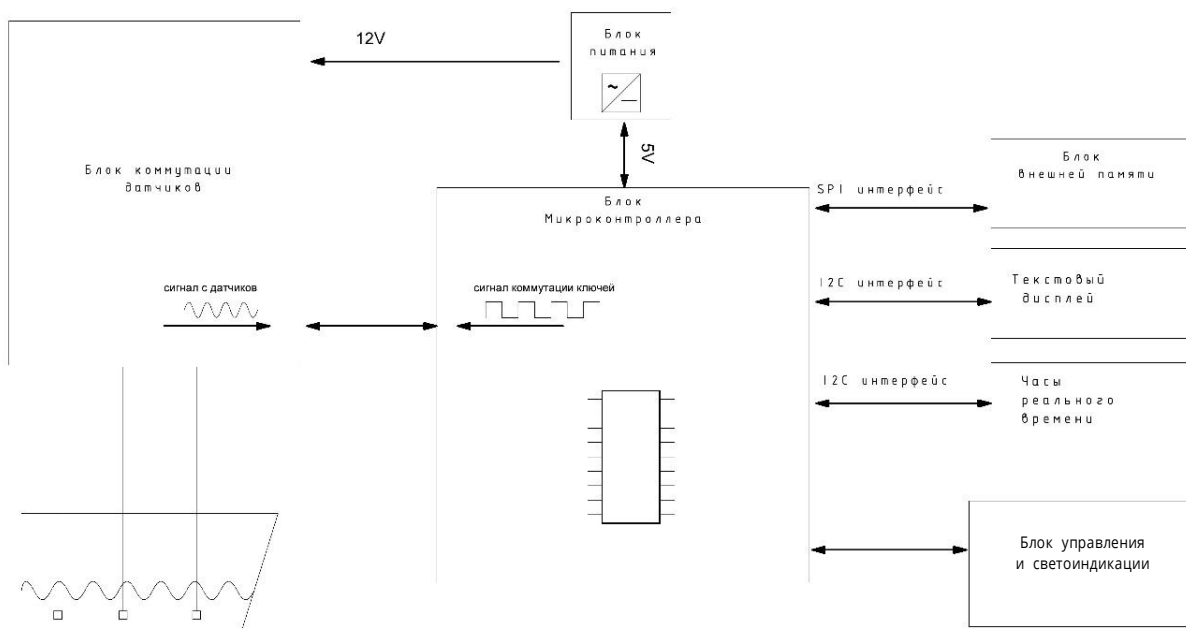 12V
Блок
питания
~
5V
Блок коммутации
датчиков
Блок
Микроконтроллера
SPI интерфейс
Блок
внешней памяти
I2C интерфейс
Текстовый
дисплей
сигнал с датчиков
сигнал коммутации ключей
I2C интерфейс
Часы
реального
времени
Блок управления
и светоиндикации